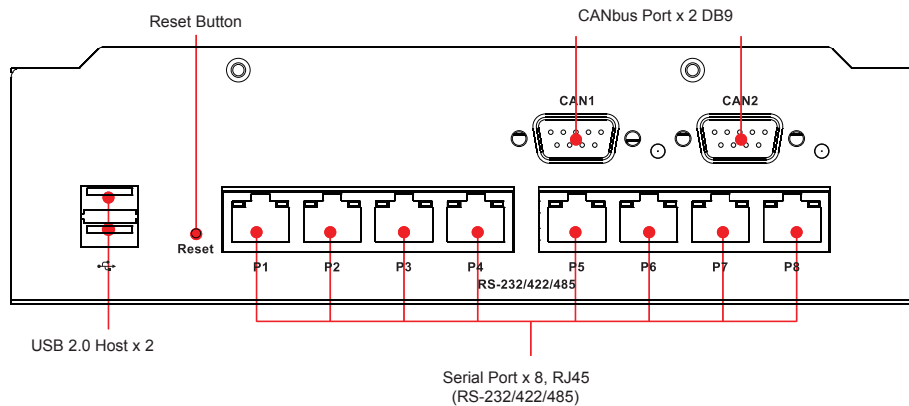 Reset Button
CANbus Port x 2 DB9
CAN1
CAN2
Reset
P1
P2
P3
P4
P5
P6
P7
P8
RS-232/422/485
USB 2.0 Host x 2
Serial Port x 8, RJ45
(RS-232/422/485)